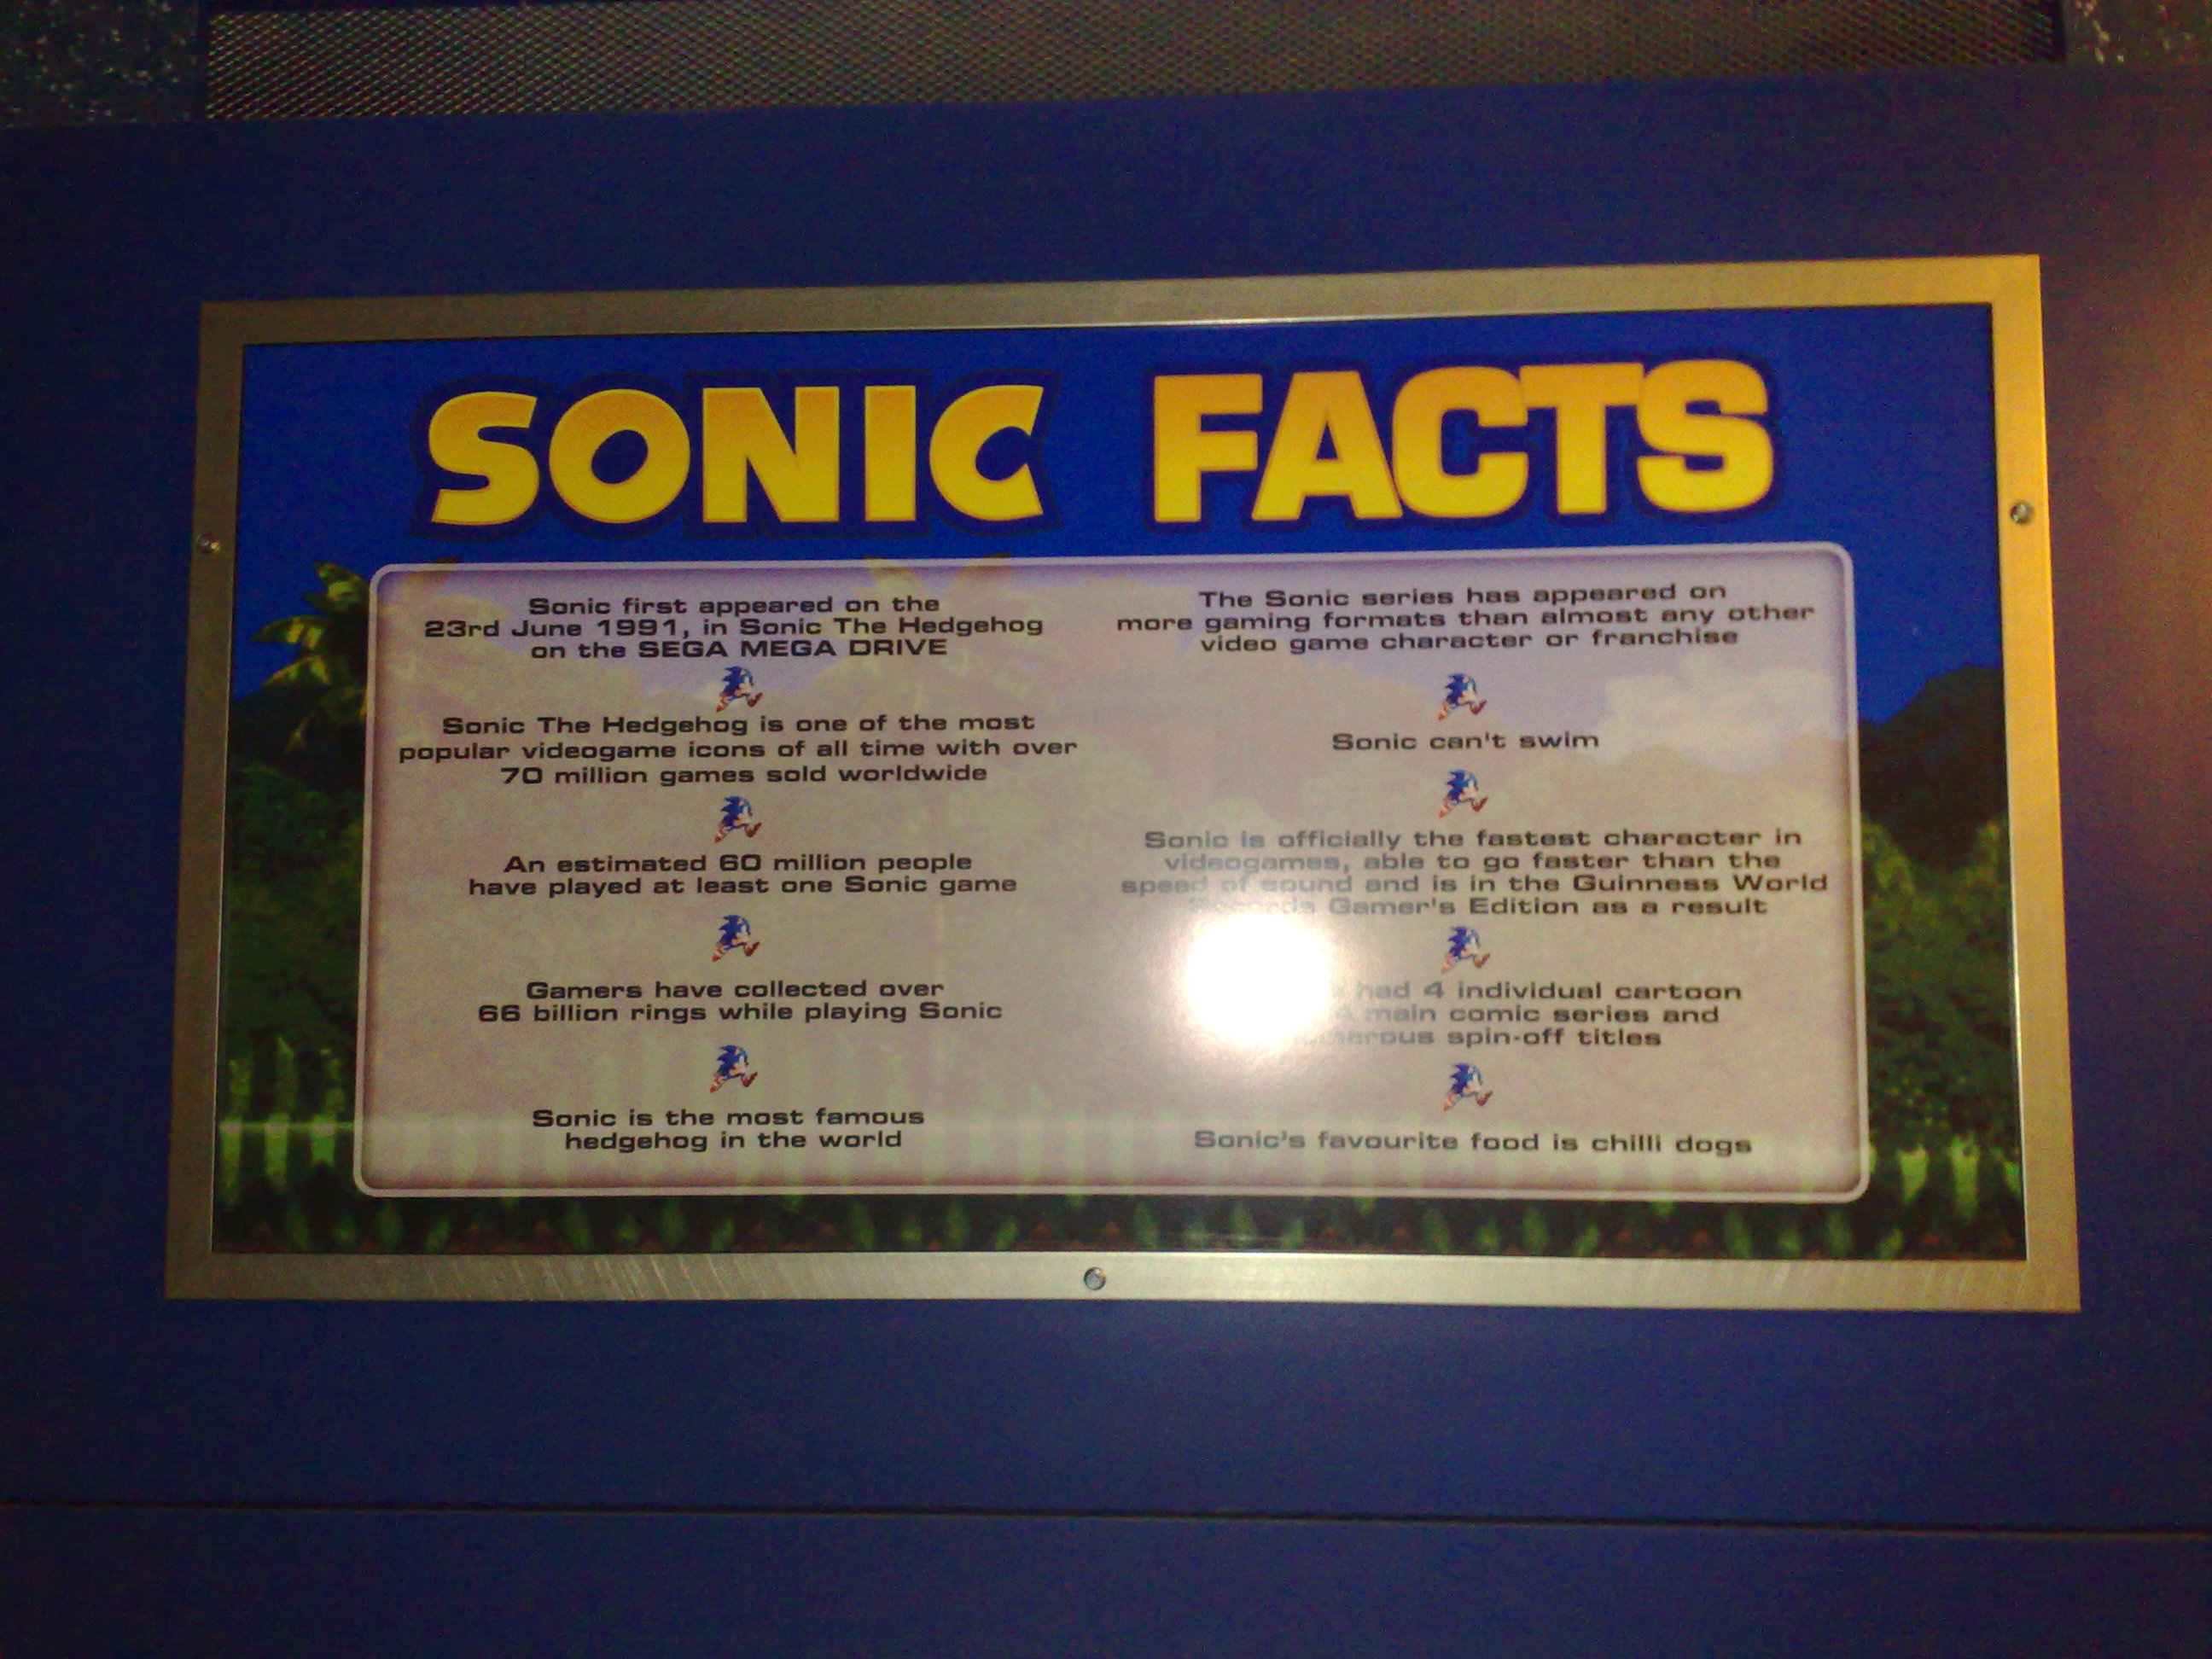 SONIC FACTS
Sonic first appeared on the
23rd June 1991, in Sonic The Hedgehog
on the SEGA MEGA DRIVE
Sonic The Hedgehog is one of the most
popular videogame icons of all time with over
70 million games sold worldwide
An estimated 60 million people
have played at least one Sonic game
Gamers have collected over
66 billion rings while playing Sonic
Sonic is the most famous
hedgehog in the world
The Sonic series has appeared on
more gaming formats than almost any other
video game character or franchise
Sonic can't swim
Sonic is officially the fastest character in
videogames, able to go faster than the
speed of sound and is in the Guinness World
Records Gamer's Edition as a result
had 4 individual cartoon
main comic series and
spin-off titles
Sonic's favourite food is chilli dogs